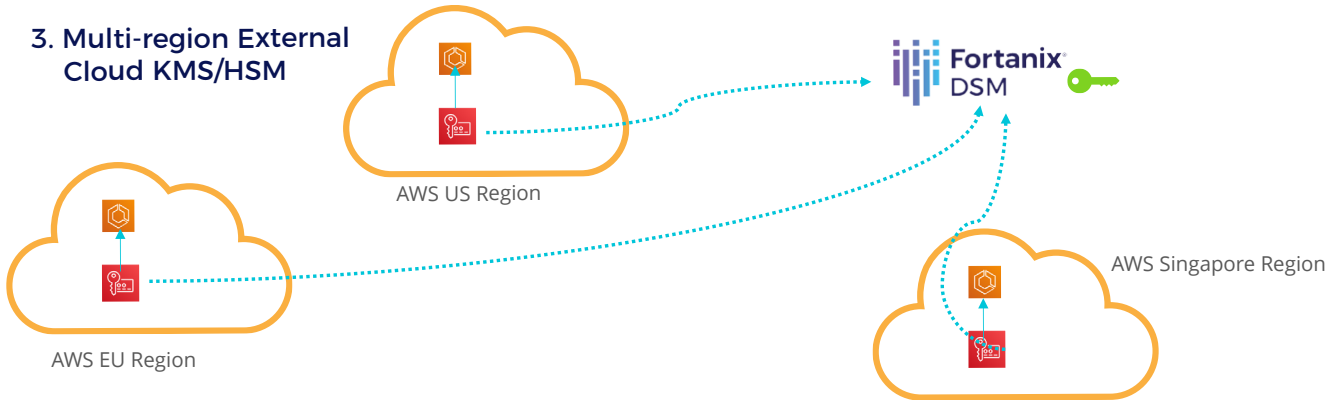 3. Multi-region External
Cloud KMS/HSM
Fortanix®
DSM
AWS US Region
AWS Singapore Region
AWS EU Region